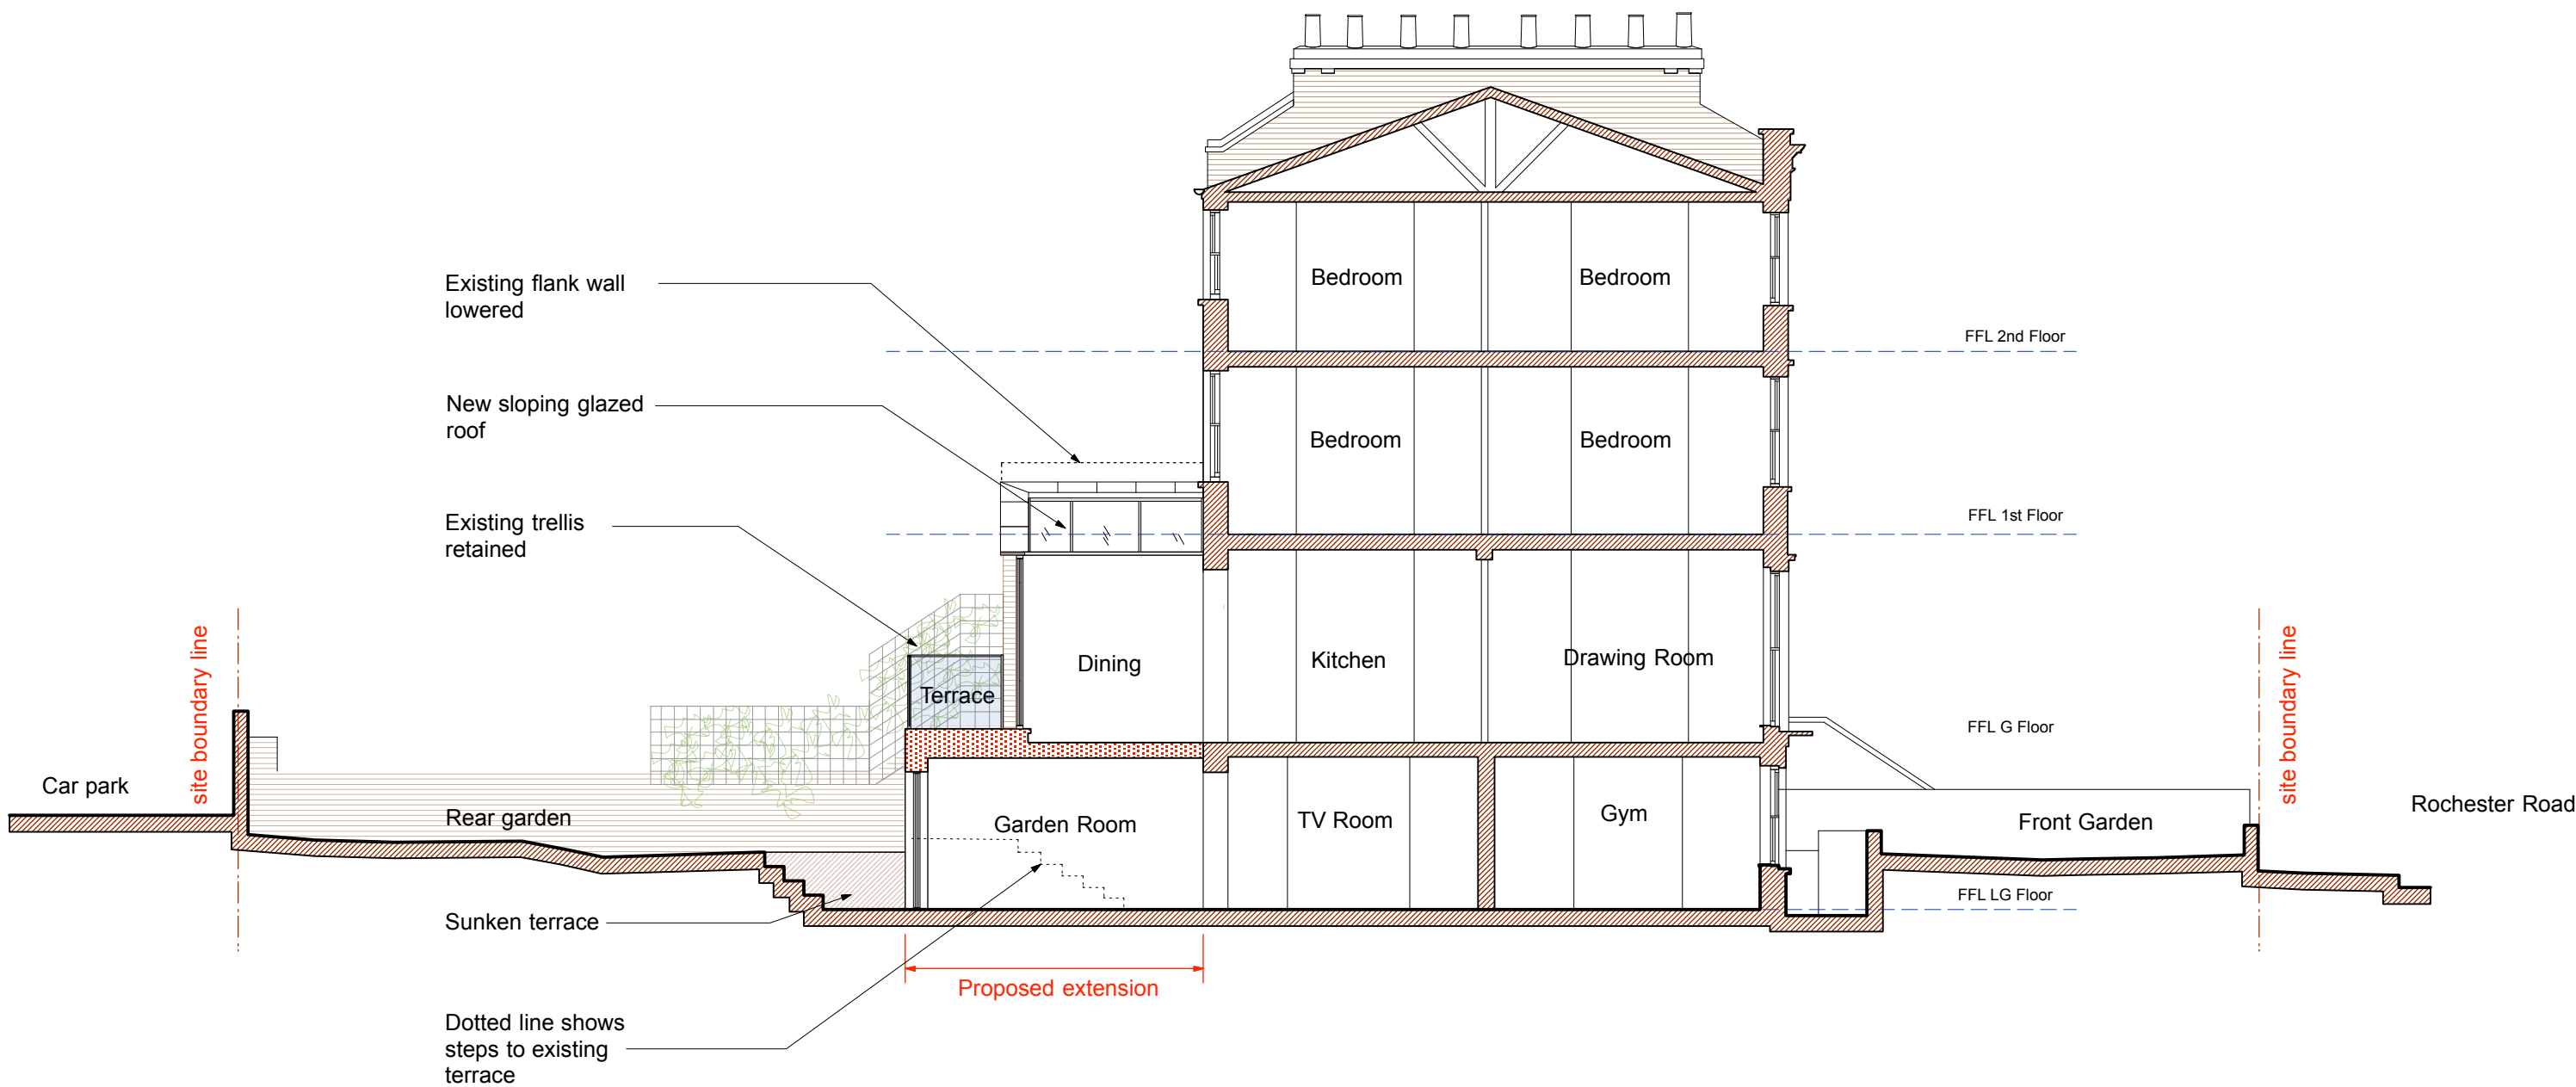 Existing flank wall
lowered
New sloping glazed
roof
Existing trellis
retained
Bedroom
Bedroom
FFL 2nd Floor
Bedroom
Bedroom
FFL 1st Floor
site boundary line
Car park
Rear garden
Terrace
Dining
Kitchen
Drawing Room
FFL G Floor
site boundary line
Rochester Road
Garden Room
TV Room
Gym
Front Garden
FFL LG Floor
Sunken terrace
Proposed extension
Dotted line shows
steps to existing
terrace